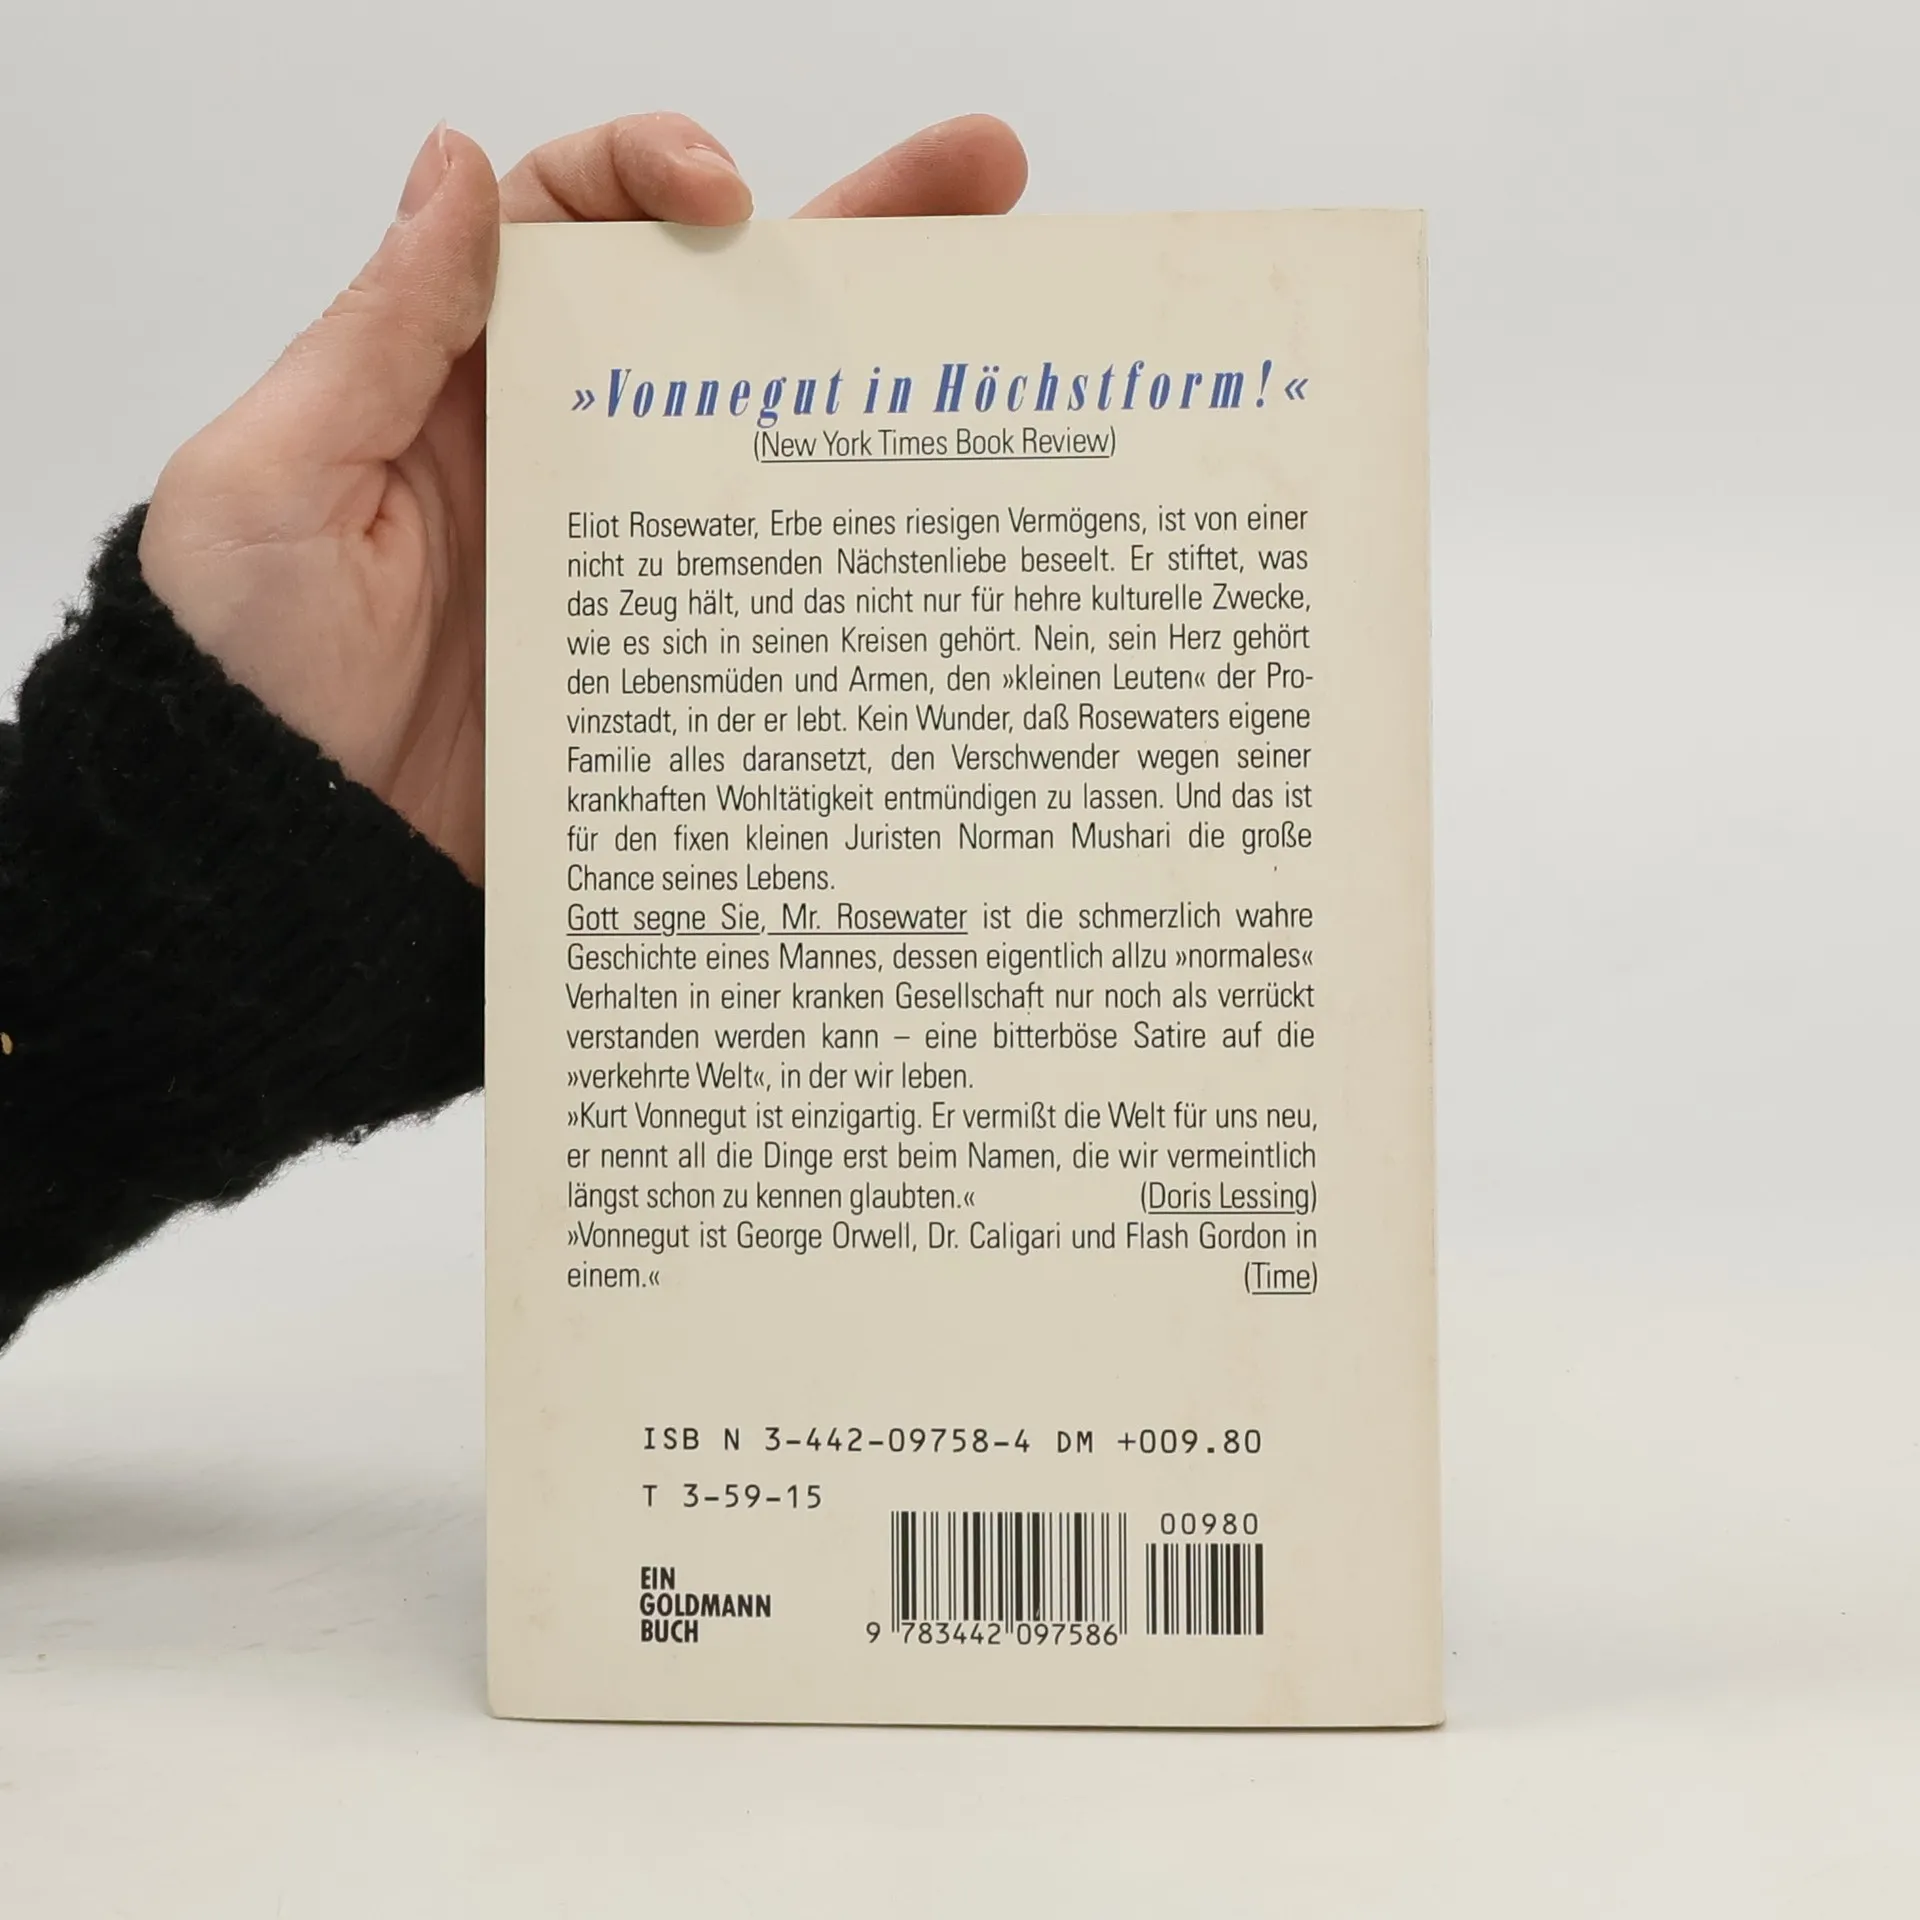 »Vonnegut in Höchstform!«
(New York Times Book Review)
Eliot Rosewater, Erbe eines riesigen Vermögens, ist von einer
nicht zu bremsenden Nächstenliebe beseelt. Er stiftet, was
das Zeug hält, und das nicht nur für hehre kulturelle Zwecke,
wie es sich in seinen Kreisen gehört. Nein, sein Herz gehört
den Lebensmüden und Armen, den »kleinen Leuten« der Pro-
vinzstadt, in der er lebt. Kein Wunder, daß Rosewaters eigene
Familie alles daransetzt, den Verschwender wegen seiner
krankhaften Wohltätigkeit entmündigen zu lassen. Und das ist
für den fixen kleinen Juristen Norman Mushari die große
Chance seines Lebens.
Gott segne Sie, Mr. Rosewater ist die schmerzlich wahre
Geschichte eines Mannes, dessen eigentlich allzu »normales«
Verhalten in einer kranken Gesellschaft nur noch als verrückt
verstanden werden kann – eine bitterböse Satire auf die
»verkehrte Welt«, in der wir leben.
»Kurt Vonnegut ist einzigartig. Er vermißt die Welt für uns neu,
er nennt all die Dinge erst beim Namen, die wir vermeintlich
längst schon zu kennen glaubten.« (Doris Lessing)
»Vonnegut ist George Orwell, Dr. Caligari und Flash Gordon in
einem.« (Time)
ISB N 3-442-09758-4 DM +009.80
T 3-59-15
00980
EIN
GOLDMANN
BUCH
9 783442 097586